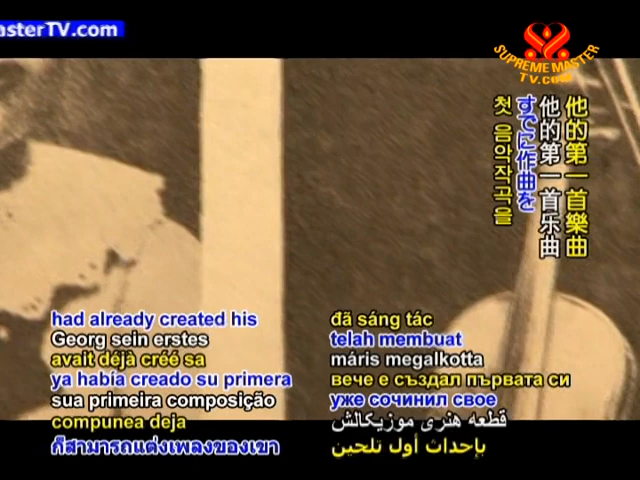 asterTV.com
SUPREME MASTER
TV.COM
他的第一首樂曲
他的第一首乐曲
すでに作曲を
첫 음악작곡을
had already created his
Georg sein erstes
avait déjà créé sa
ya había creado su primera
sua primeira composição
compunea deja
ก็สามารถแต่งเพลงของเขา
đã sáng tác
telah membuat
máris megalkotta
вече е създал първата си
уже сочинил свое
قطعه هنری موزیکالش
بإحداث أول تلحين